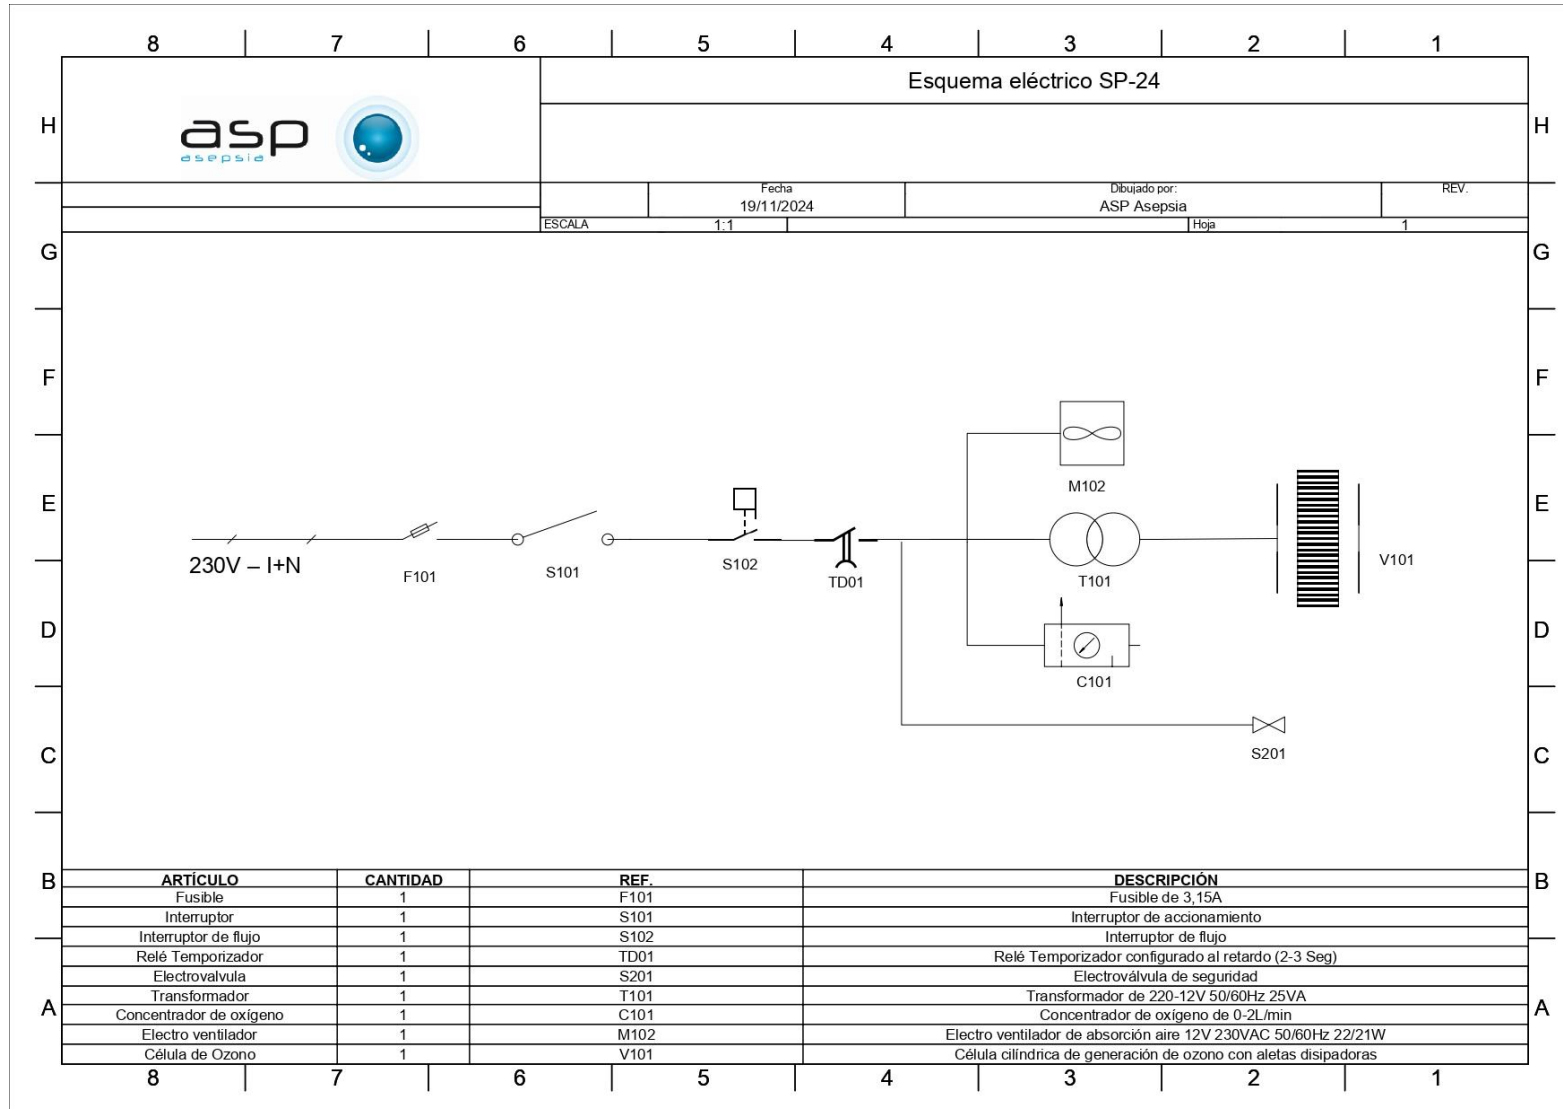 8 7 6 5 4 3 2 1
Esquema eléctrico SP-24
H H
asp
asepsia
Fecha Dibujado por: REV.
19/11/2024 ASP Asepsia
ESCALA 1:1 Hoja 1
G G
F F
M102
E E
230V – I+N
F101 S101 S102 TD01 T101 V101
D D
C101
C C
S201
B B
ARTÍCULO CANTIDAD REF. DESCRIPCIÓN
Fusible 1 F101 Fusible de 3,15A
Interruptor 1 S101 Interruptor de accionamiento
Interruptor de flujo 1 S102 Interruptor de flujo
Relé Temporizador 1 TD01 Relé Temporizador configurado al retardo (2-3 Seg)
Electrovalvula 1 S201 Electroválvula de seguridad
Transformador 1 T101 Transformador de 220-12V 50/60Hz 25VA
A A
Concentrador de oxígeno 1 C101 Concentrador de oxígeno de 0-2L/min
Electro ventilador 1 M102 Electro ventilador de absorción aire 12V 230VAC 50/60Hz 22/21W
Célula de Ozono 1 V101 Célula cilíndrica de generación de ozono con aletas disipadoras
8 7 6 5 4 3 2 1